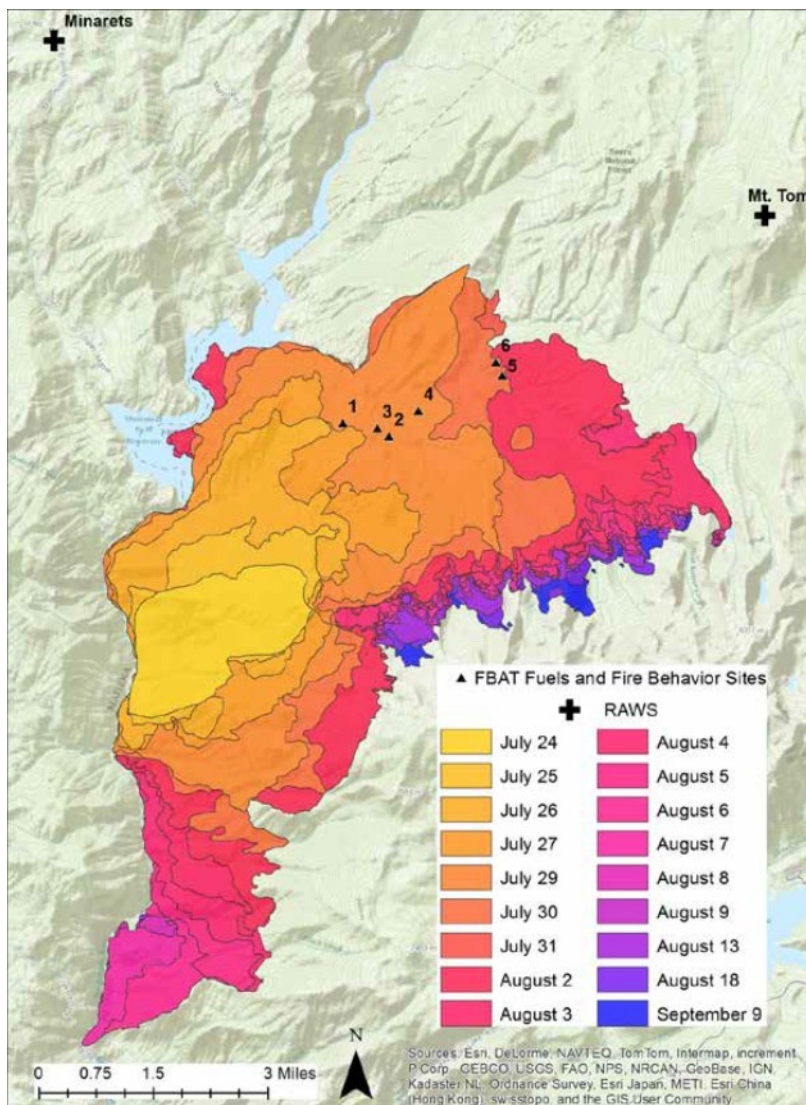 Minarets
Mt. Tom
Sierra
National
Forest
6
5
4
1
3
2
Reservoir
FBAT Fuels and Fire Behavior Sites
RAWS
July 24
August 4
July 25
August 5
July 26
August 6
July 27
August 7
July 29
August 8
July 30
August 9
July 31
August 13
August 2
August 18
August 3
September 9
N
0 0.75 1.5 3 Miles
Sources: Esri, DeLorme, NAVTEQ, TomTom, Intermap, increment
P Corp., GEBCO, USGS, FAO, NPS, NRCAN, GeoBase, IGN,
Kadaster NL, Ordnance Survey, Esri Japan, METI, Esri China
(Hong Kong), swisstopo, and the GIS User Community